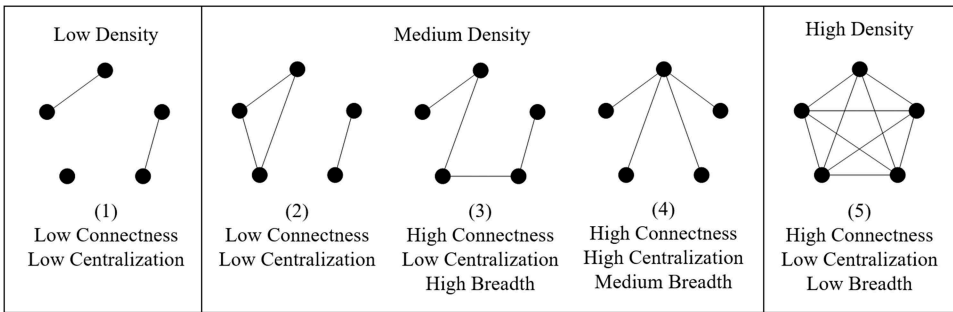 Low Density
Medium Density
High Density
(1)
Low Connectness
Low Centralization
(2)
Low Connectness
Low Centralization
(3)
High Connectness
Low Centralization
High Breadth
(4)
High Connectness
High Centralization
Medium Breadth
(5)
High Connectness
Low Centralization
Low Breadth